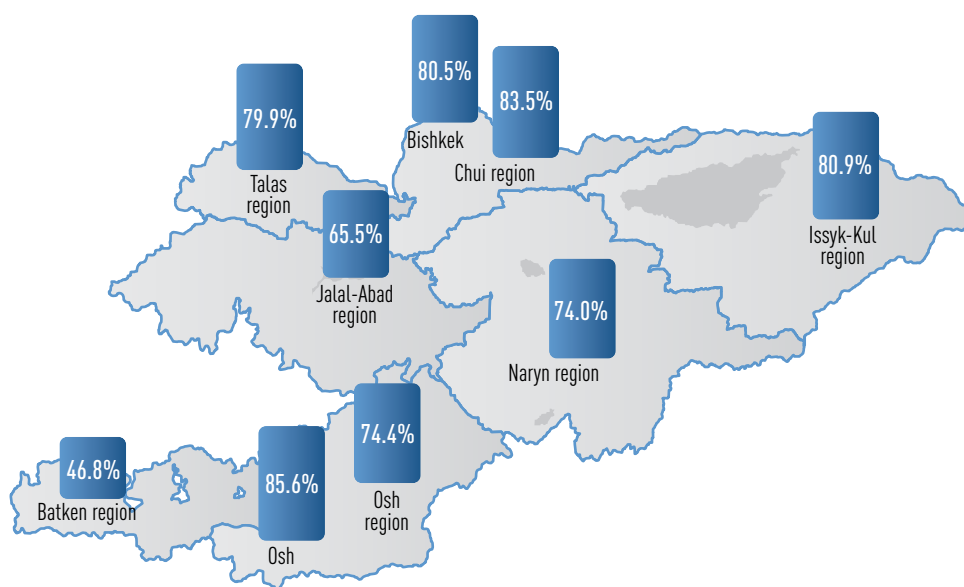 80.5%
Bishkek
83.5%
Chui region
79.9%
Talas
region
80.9%
Issyk-Kul
region
65.5%
Jalal-Abad
region
74.0%
Naryn region
74.4%
Osh
region
46.8%
Batken region
85.6%
Osh